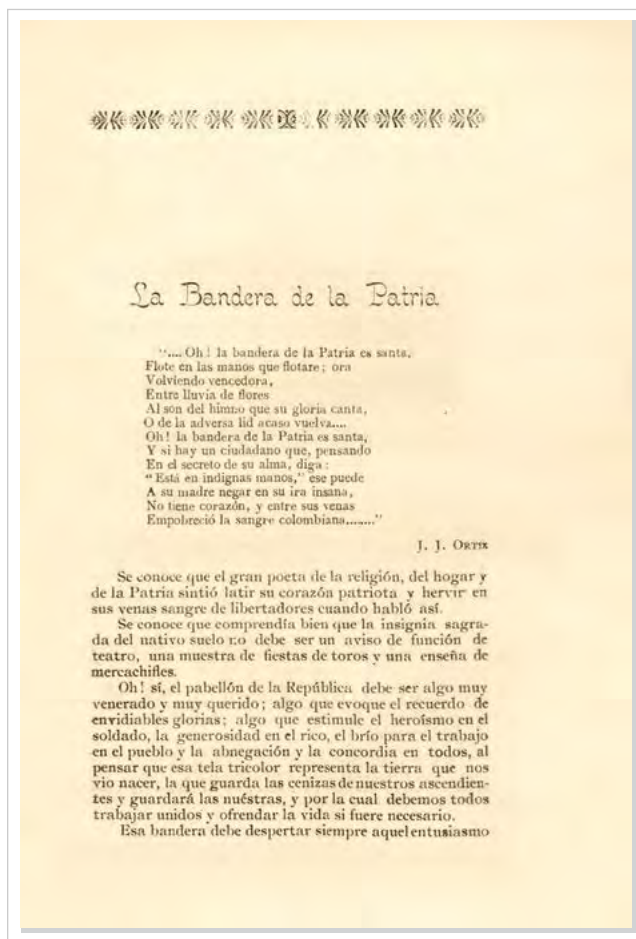 La Bandera de la Patria
“.... Oh! la bandera de la Patria es santa,
Flote en las manos que flotare; ora
Volviendo vencedora,
Entre lluvia de flores
Al son del himno que su gloria canta,
O de la adversa lid acaso vuelva....
Oh! la bandera de la Patria es santa,
Y si hay un ciudadano que, pensando
En el secreto de su alma, diga:
“Está en indignas manos,” ese puede
A su madre negar en su ira insana,
No tiene corazón, y entre sus venas
Empobreció la sangre colombiana.......”
J. J. ORTIZ
Se conoce que el gran poeta de la religión, del hogar y
de la Patria sintió latir su corazón patriota y hervir en
sus venas sangre de libertadores cuando habló así.
Se conoce que comprendía bien que la insignia sagra-
da del nativo suelo no debe ser un aviso de función de
teatro, una muestra de fiestas de toros y una enseña de
mercachifles.
Oh! sí, el pabellón de la República debe ser algo muy
venerado y muy querido; algo que evoque el recuerdo de
envidiables glorias; algo que estimule el heroísmo en el
soldado, la generosidad en el rico, el brío para el trabajo
en el pueblo y la abnegación y la concordia en todos, al
pensar que esa tela tricolor representa la tierra que nos
vio nacer, la que guarda las cenizas de nuestros ascendien-
tes y guardará las nuéstras, y por la cual debemos todos
trabajar unidos y ofrendar la vida si fuere necesario.
Esa bandera debe despertar siempre aquel entusiasmo